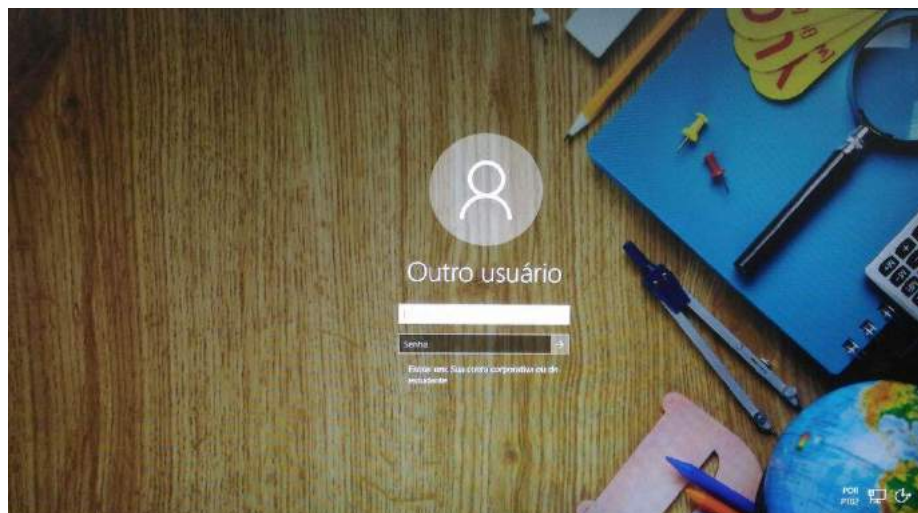 Outro usuário
Senha
Entrar em: Sua conta corporativa ou de
estudante
POR
PTB2